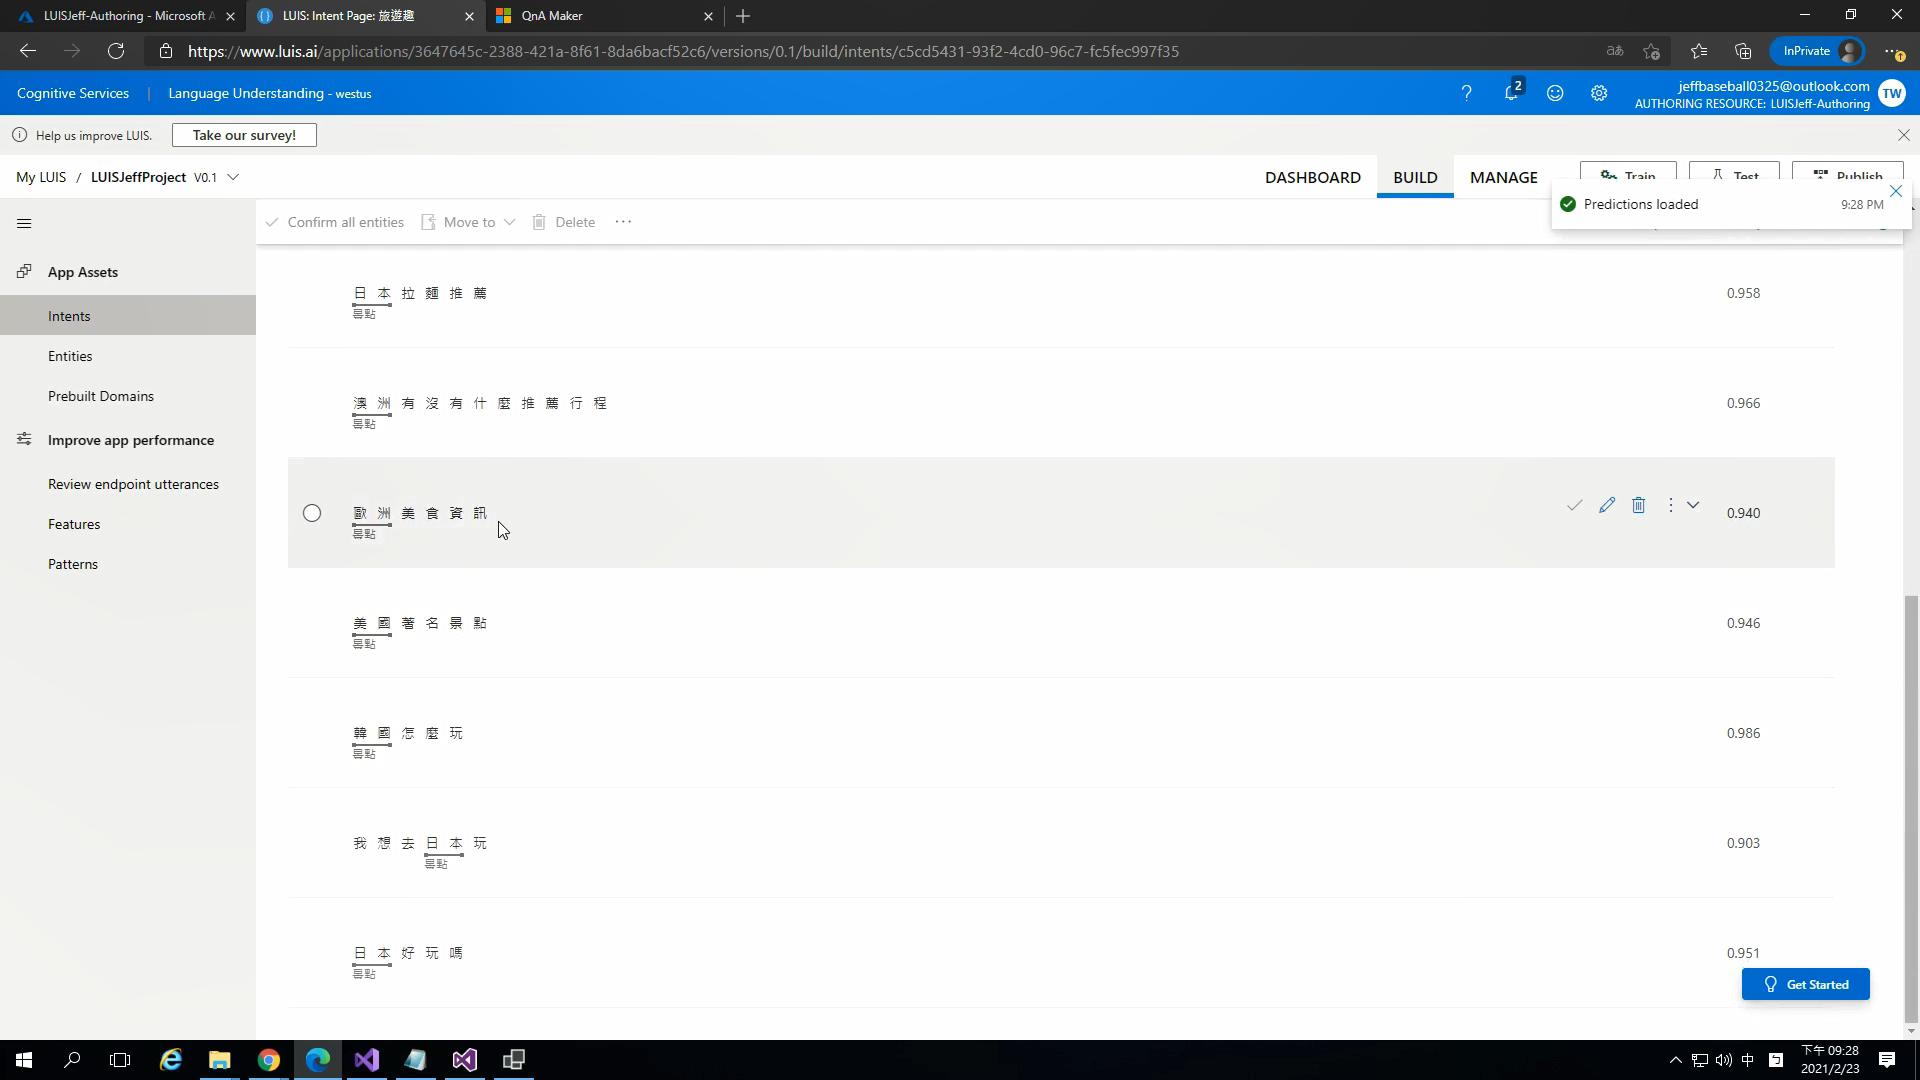 LUISJeff-Authoring - Microsoft A
LUIS: Intent Page: 旅遊趣
QnA Maker
https://www.luis.ai/applications/3647645c-2388-421a-8f61-8da6bacf52c6/versions/0.1/build/intents/c5cd5431-93f2-4cd0-96c7-fc5fec997f35
InPrivate
Cognitive Services
Language Understanding - westus
2
jeffbaseball0325@outlook.com
AUTHORING RESOURCE: LUISJeff-Authoring
TW
Help us improve LUIS.
Take our survey!
My LUIS / LUISJeffProject V0.1
DASHBOARD
BUILD
MANAGE
Train
Test
Publish
Predictions loaded
9:28 PM
Confirm all entities
Move to
Delete
App Assets
Intents
Entities
Prebuilt Domains
Improve app performance
Review endpoint utterances
Features
Patterns
日本拉麵推薦
景點
0.958
澳洲有沒有什麼推薦行程
景點
0.966
歐洲美食資訊
景點
0.940
美國著名景點
景點
0.946
韓國怎麼玩
景點
0.986
我想去日本玩
景點
0.903
日本好玩嗎
景點
0.951
Get Started
中
下午 09:28
2021/2/23